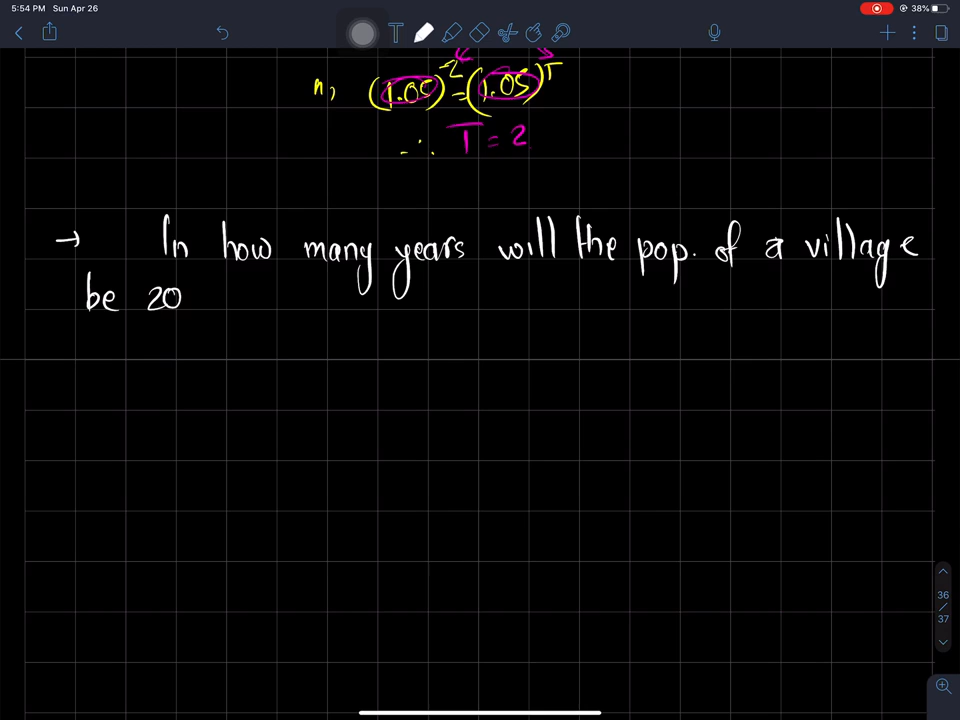 5:54 PM Sun Apr 26
38%
T
n, (1.05)^2 = (1.05)^T
∴ T = 2
→ In how many years will the pop. of a village
be 20
36
/
37